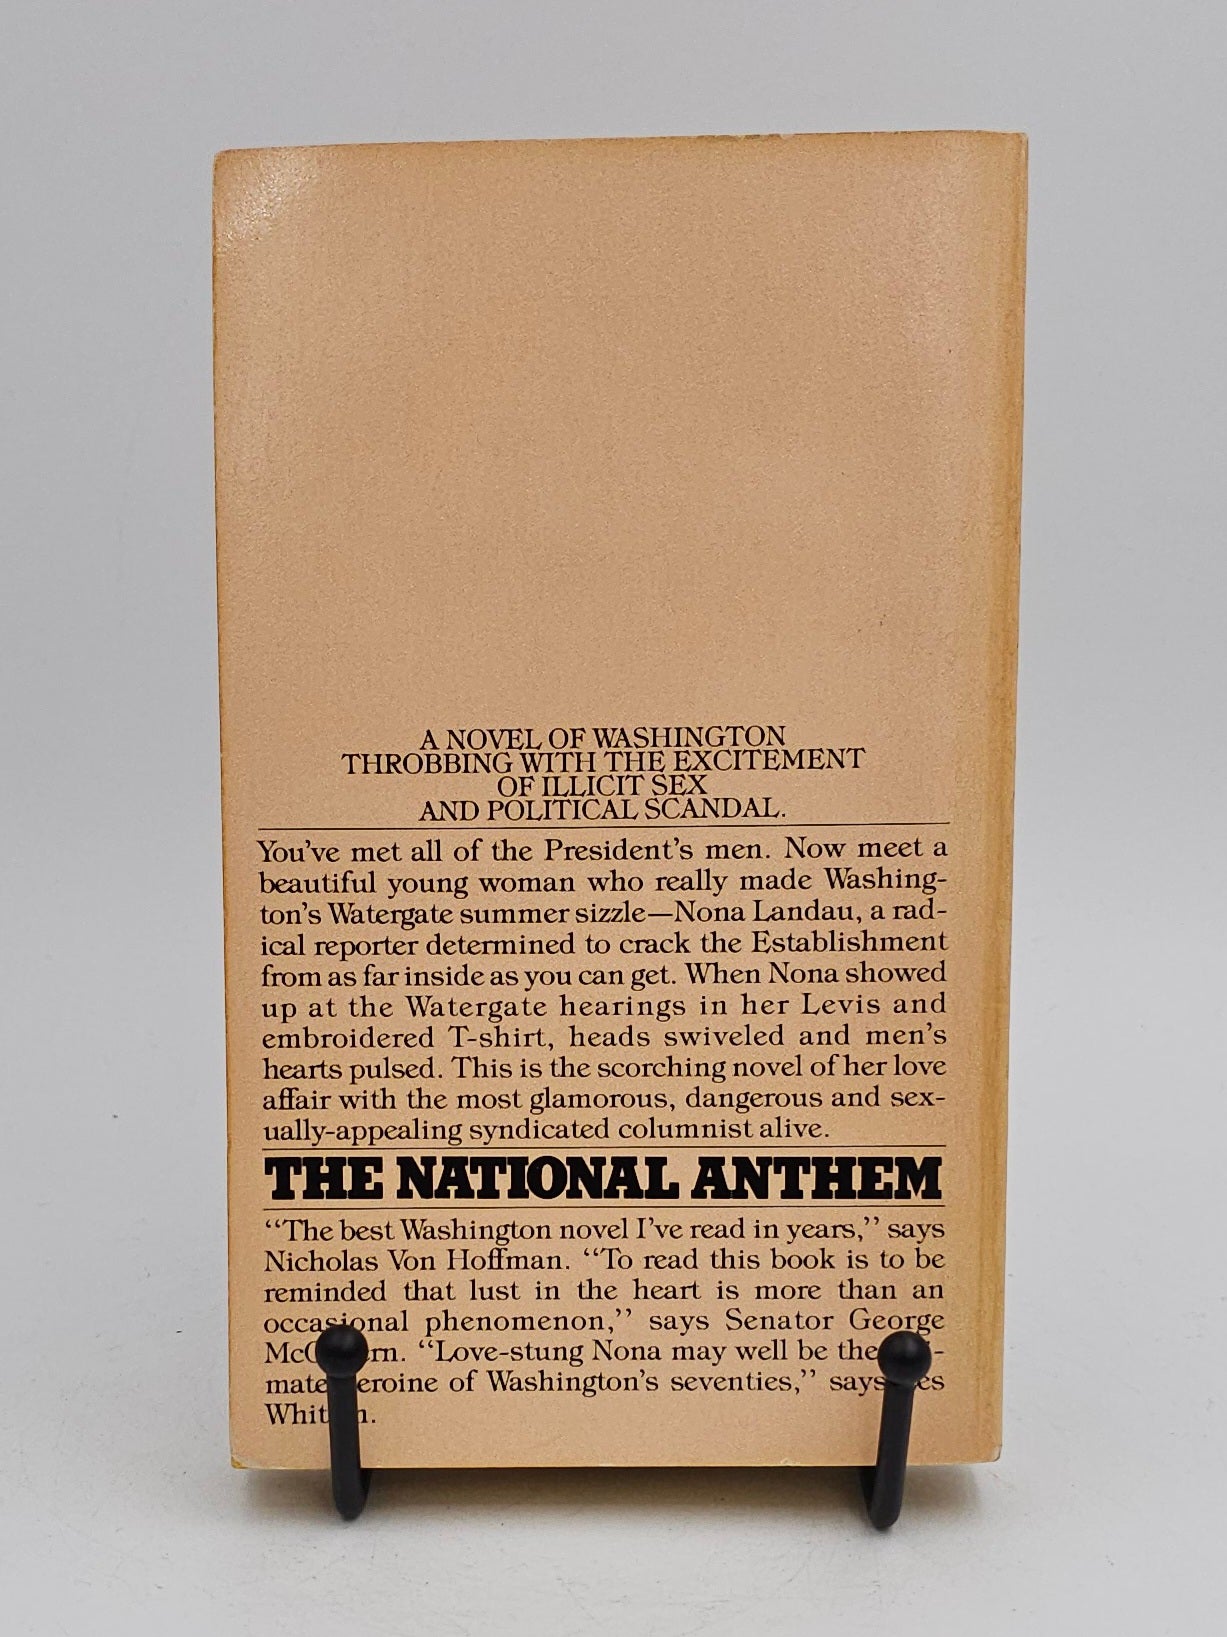 A NOVEL OF WASHINGTON
THROBBING WITH THE EXCITEMENT
OF ILLICIT SEX
AND POLITICAL SCANDAL.
You've met all of the President's men. Now meet a
beautiful young woman who really made Washing-
ton's Watergate summer sizzle—Nona Landau, a rad-
ical reporter determined to crack the Establishment
from as far inside as you can get. When Nona showed
up at the Watergate hearings in her Levis and
embroidered T-shirt, heads swiveled and men's
hearts pulsed. This is the scorching novel of her love
affair with the most glamorous, dangerous and sex-
ually-appealing syndicated columnist alive.
THE NATIONAL ANTHEM
"The best Washington novel I've read in years," says
Nicholas Von Hoffman. "To read this book is to be
reminded that lust in the heart is more than an
occasional phenomenon," says Senator George
"Love-stung Nona may well be the
heroine of Washington's seventies," says